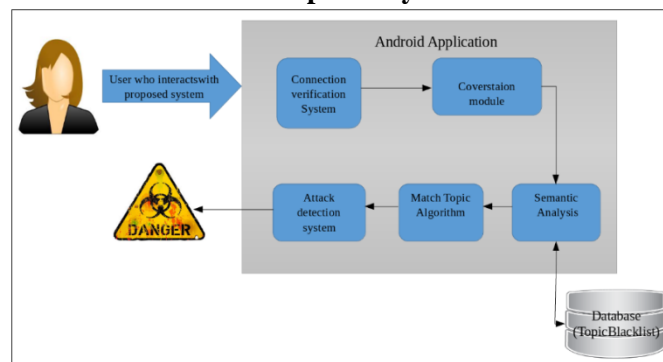 Android Application
User who interactswith
proposed system
Connection
verification
System
Coverstaion
module
DANGER
Attack
detection
system
Match Topic
Algorithm
Semantic
Analysis
Database
(TopicBlacklist)